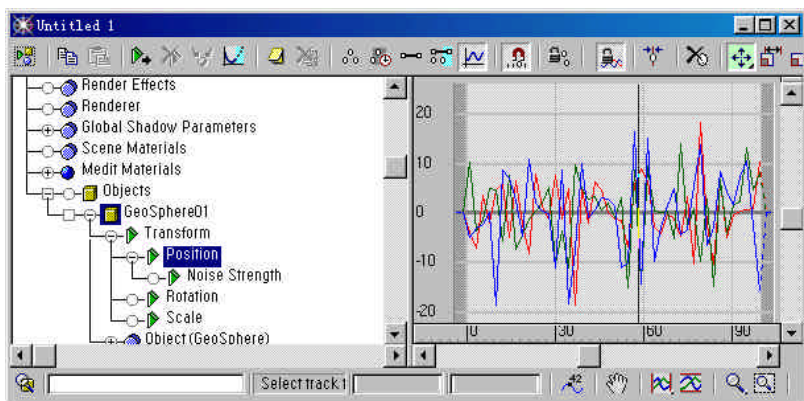 Untitled 1
Render Effects
Renderer
Global Shadow Parameters
Scene Materials
Medit Materials
Objects
GeoSphere01
Transform
Position
Noise Strength
Rotation
Scale
Object (GeoSphere)
20
10
0
-10
-20
0 30 60 90
Select track t
42